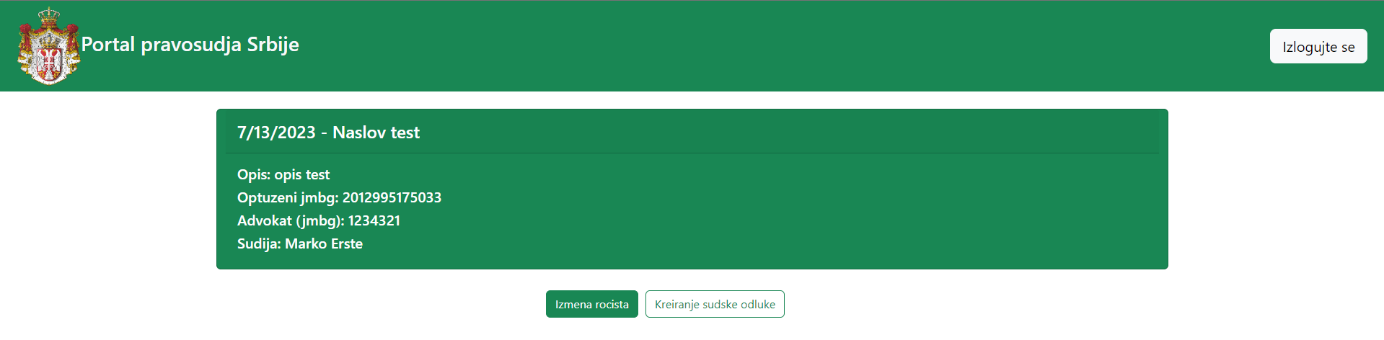 Portal pravosudja Srbije
Izlogujte se
7/13/2023 - Naslov test
Opis: opis test
Optuzeni jmbg: 2012995175033
Advokat (jmbg): 1234321
Sudija: Marko Erste
Izmena rocista
Kreiranje sudske odluke